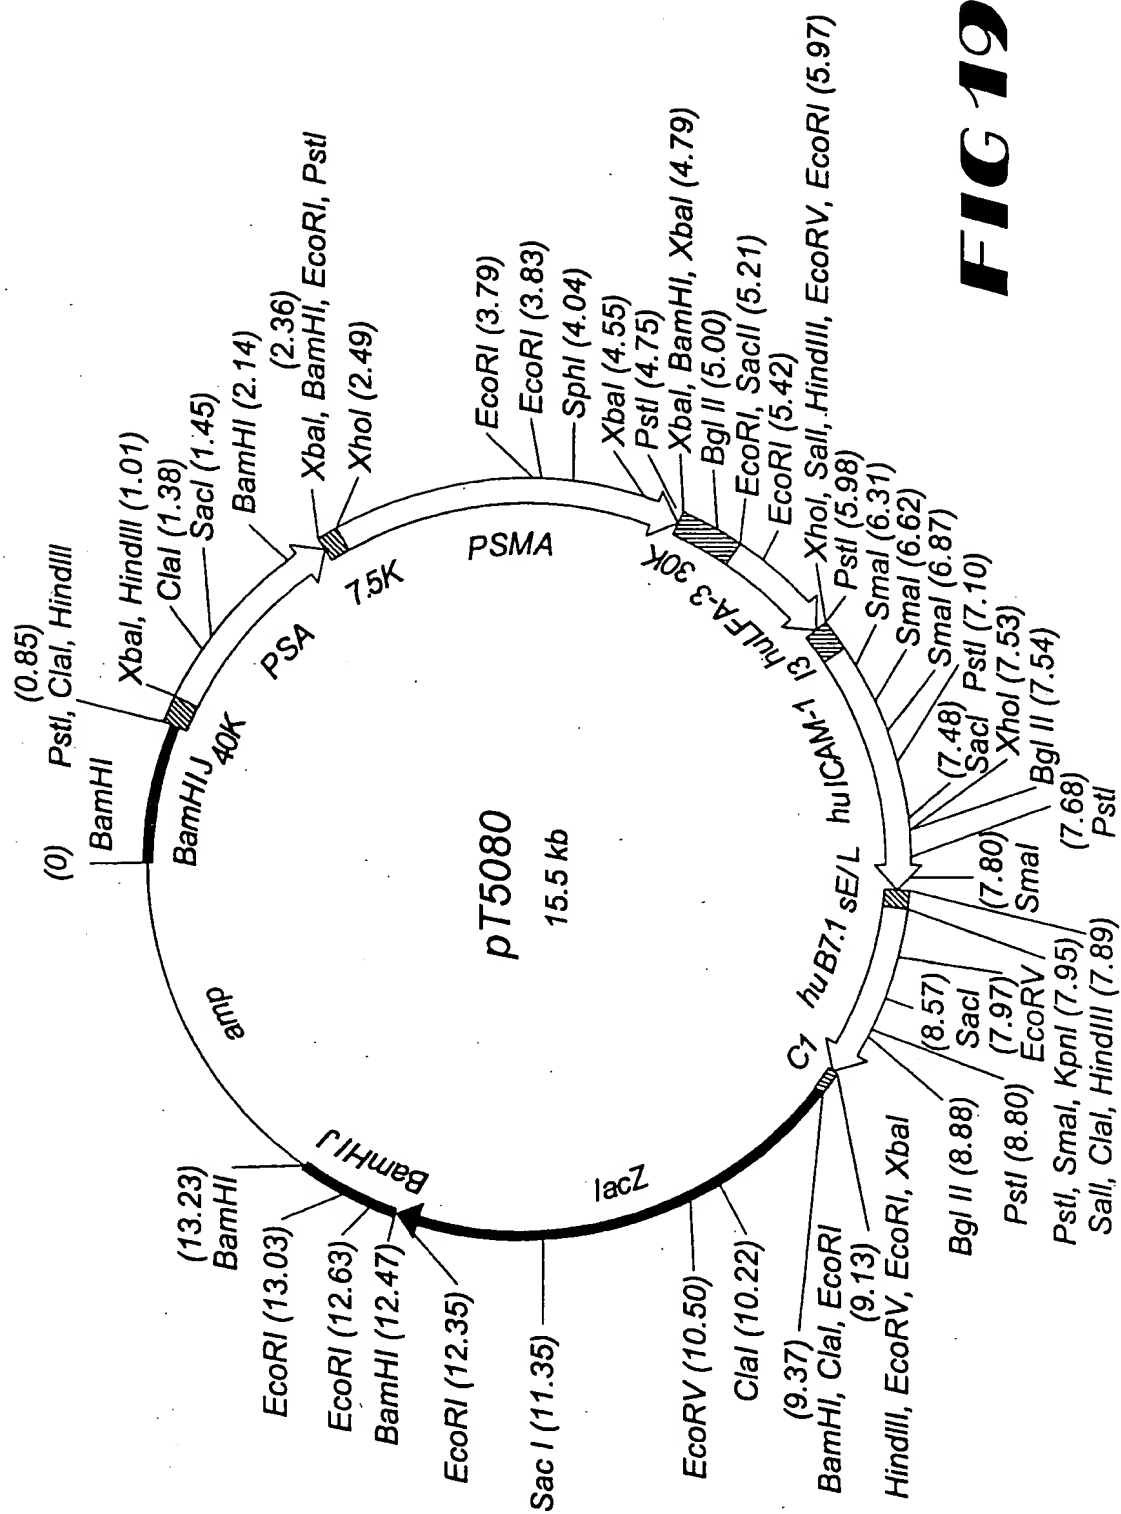 (0)
BamHI
(0.85)
PstI, ClaI, HindIII
XbaI, HindIII (1.01)
ClaI (1.38)
SacI (1.45)
BamHI (2.14)
(2.36)
XbaI, BamHI, EcoRI, PstI
XhoI (2.49)
EcoRI (3.79)
EcoRI (3.83)
SphI (4.04)
XbaI (4.55)
PstI (4.75)
XbaI, BamHI, XbaI (4.79)
Bgl II (5.00)
EcoRI, SacII (5.21)
EcoRI (5.42)
XhoI, SalI, HindIII, EcoRV, EcoRI (5.97)
PstI (5.98)
SmaI (6.31)
SmaI (6.62)
SmaI (6.87)
PstI (7.10)
(7.48)
SacI
XhoI (7.53)
Bgl II (7.54)
(7.68)
PstI
(7.80)
SmaI
SalI, ClaI, HindIII (7.89)
PstI, SmaI, KpnI (7.95)
(7.97)
EcoRV
(8.57)
SacI
PstI (8.80)
Bgl II (8.88)
(9.13)
HindIII, EcoRV, EcoRI, XbaI
(9.37)
BamHI, ClaI, EcoRI
ClaI (10.22)
EcoRV (10.50)
Sac I (11.35)
EcoRI (12.35)
BamHI (12.47)
EcoRI (12.63)
EcoRI (13.03)
(13.23)
BamHI
amp
BamHI J
40K
PSA
7.5K
PSMA
30K
huLFA-3
I3
hu ICAM-1
sE/L
hu B7.1
C1
lacZ
BamHI J
pT5080
15.5 kb
FIG 19